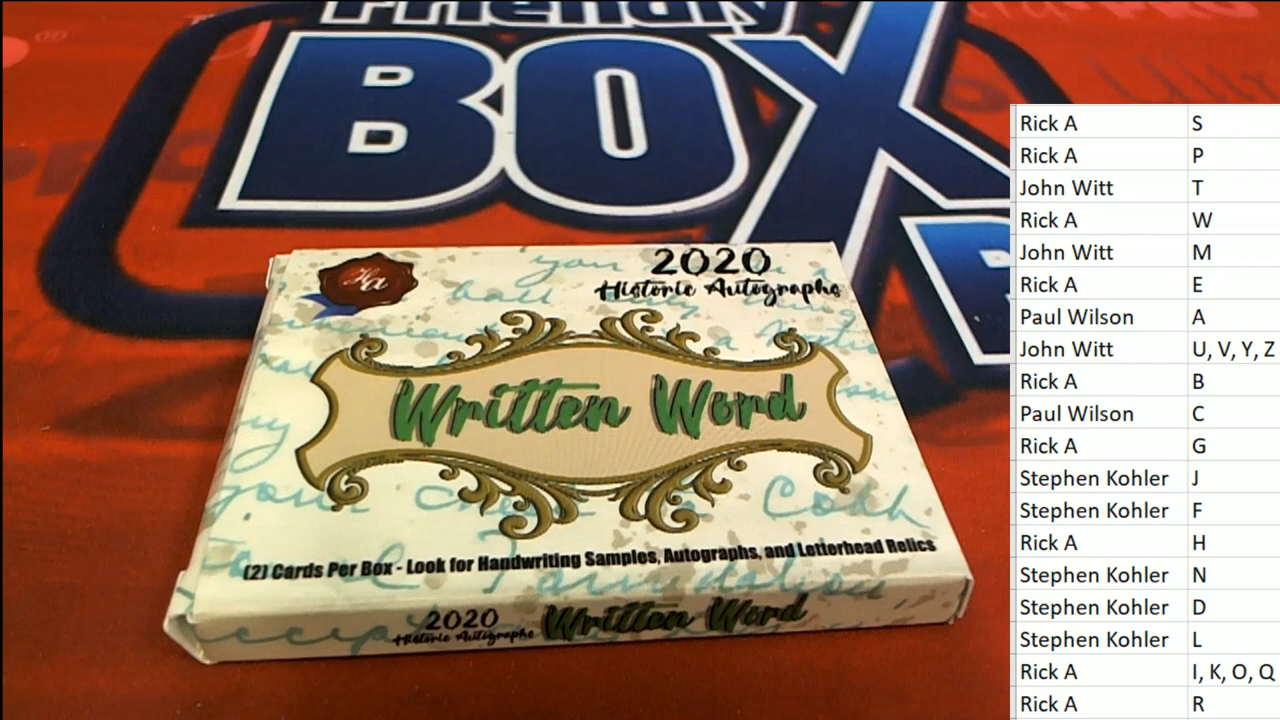 Friendly
BOX
2020
Historic Autographs
Ha
Written Word
(2) Cards Per Box - Look for Handwriting Samples, Autographs, and Letterhead Relics
2020
Historic Autographs
Written Word
Rick A S
Rick A P
John Witt T
Rick A W
John Witt M
Rick A E
Paul Wilson A
John Witt U, V, Y, Z
Rick A B
Paul Wilson C
Rick A G
Stephen Kohler J
Stephen Kohler F
Rick A H
Stephen Kohler N
Stephen Kohler D
Stephen Kohler L
Rick A I, K, O, Q
Rick A R